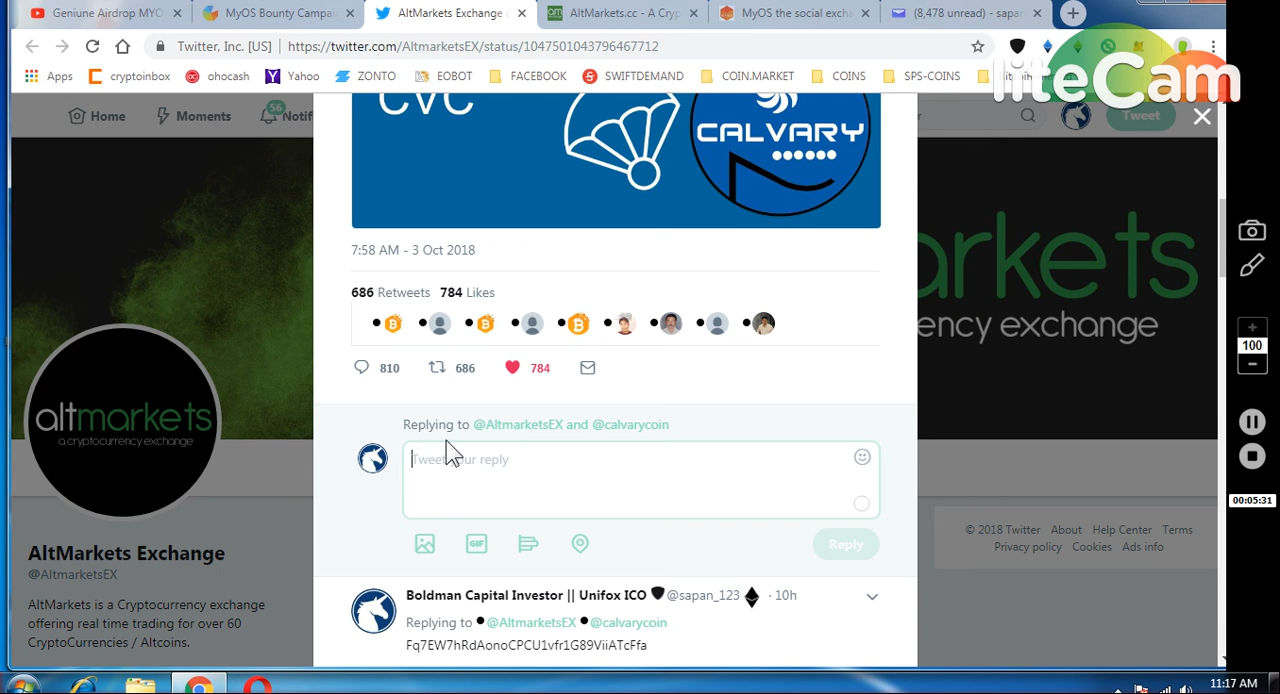 Geniune Airdrop MYO
MyOS Bounty Campai
AltMarkets Exchange
AltMarkets.cc - A Cryp
MyOS the social excha
(8,478 unread) - sapar
Twitter, Inc. [US] https://twitter.com/AltmarketsEX/status/1047501043796467712
Apps cryptoinbox ohocash Yahoo ZONTO EOBOT FACEBOOK SWIFTDEMAND COIN.MARKET COINS SPS-COINS
liteCam
Home Moments 56 Notifi
Tweet
CVC
CALVARY
arkets
ency exchange
7:58 AM - 3 Oct 2018
686 Retweets 784 Likes
810 686 784
100
altmarkets
a cryptocurrency exchange
Replying to @AltmarketsEX and @calvarycoin
GIF
Reply
00:05:31
© 2018 Twitter About Help Center Terms
Privacy policy Cookies Ads info
AltMarkets Exchange
@AltmarketsEX
AltMarkets is a Cryptocurrency exchange
offering real time trading for over 60
CryptoCurrencies / Altcoins.
Boldman Capital Investor || Unifox ICO @sapan_123 · 10h
Replying to @AltmarketsEX @calvarycoin
Fq7EW7hRdAonoCPCU1vfr1G89ViiATcFfa
11:17 AM